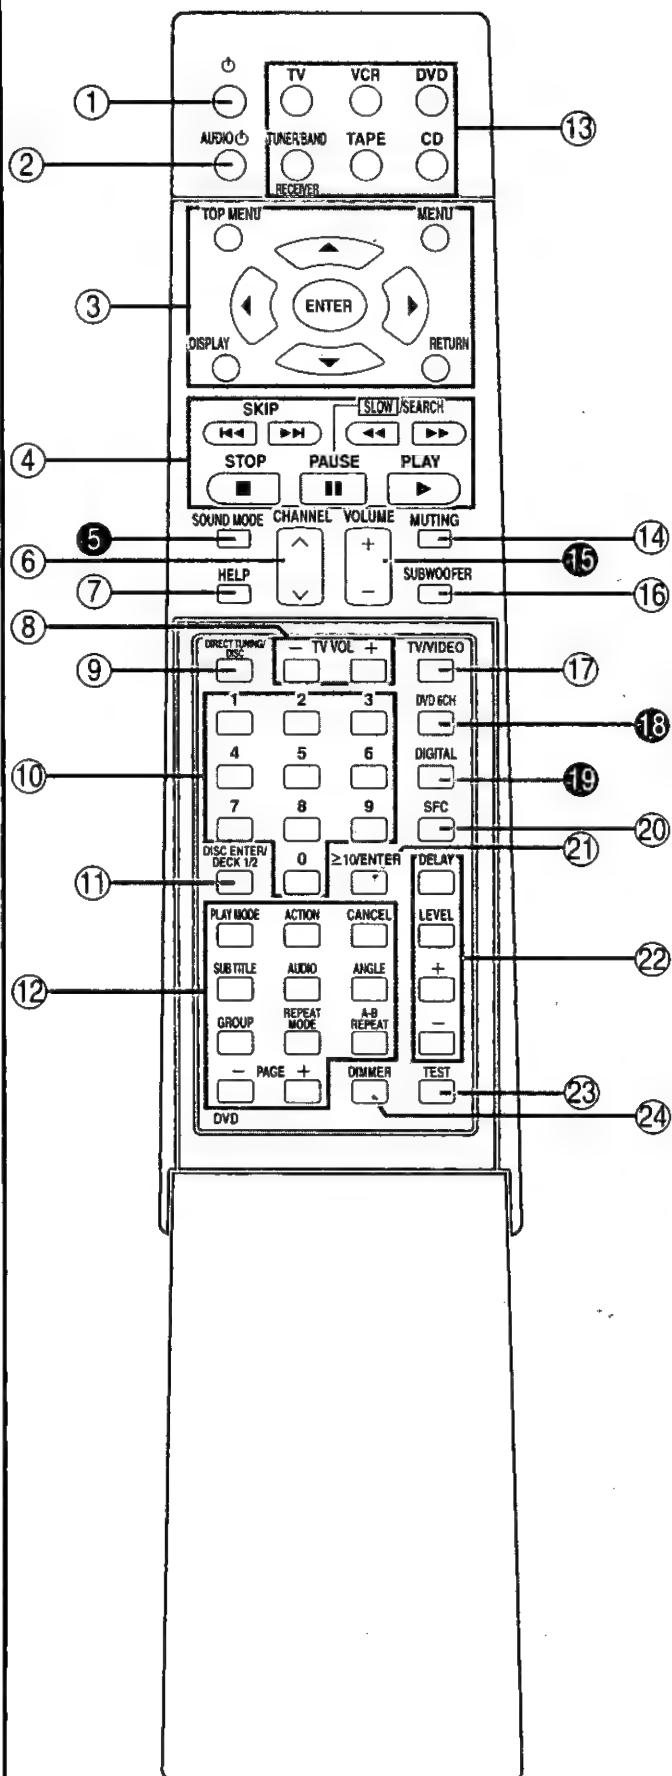 TV VCR DVD
①
⑬
AUDIO TUNER/BAND TAPE CD
②
RECEIVER
TOP MENU MENU
③ ENTER
DISPLAY RETURN
SKIP SLOW/SEARCH
④ STOP PAUSE PLAY
SOUND MODE CHANNEL VOLUME MUTING
❺ + ⑭
⑥ ⓯
HELP − SUBWOOFER
⑦ ⑯
⑧ DIRECT TUNING/ − TV VOL + TV/VIDEO
DISC
⑨ ⑰
1 2 3 DVD 6CH
⓲
4 5 6 DIGITAL
⑩ ⓳
7 8 9 SFC
⑳
DISC ENTER/ 0 ≥10/ENTER ㉑
DECK 1/2 DELAY
⑪
PLAY MODE ACTION CANCEL LEVEL
㉒
SUBTITLE AUDIO ANGLE +
⑫
GROUP REPEAT A-B −
MODE REPEAT
− PAGE + DIMMER TEST
㉓
DVD ㉔